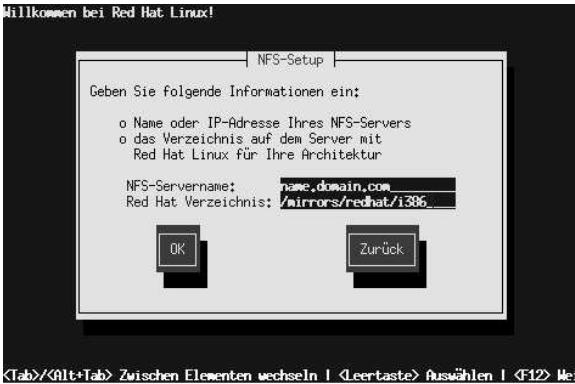 Willkommen bei Red Hat Linux!
NFS-Setup
Geben Sie folgende Informationen ein:
o Name oder IP-Adresse Ihres NFS-Servers
o das Verzeichnis auf dem Server mit
Red Hat Linux für Ihre Architektur
NFS-Servername: name.domain.com
Red Hat Verzeichnis: /mirrors/redhat/i386
OK Zurück
<Tab>/<Alt+Tab> Zwischen Elementen wechseln | <Leertaste> Auswählen | <F12>